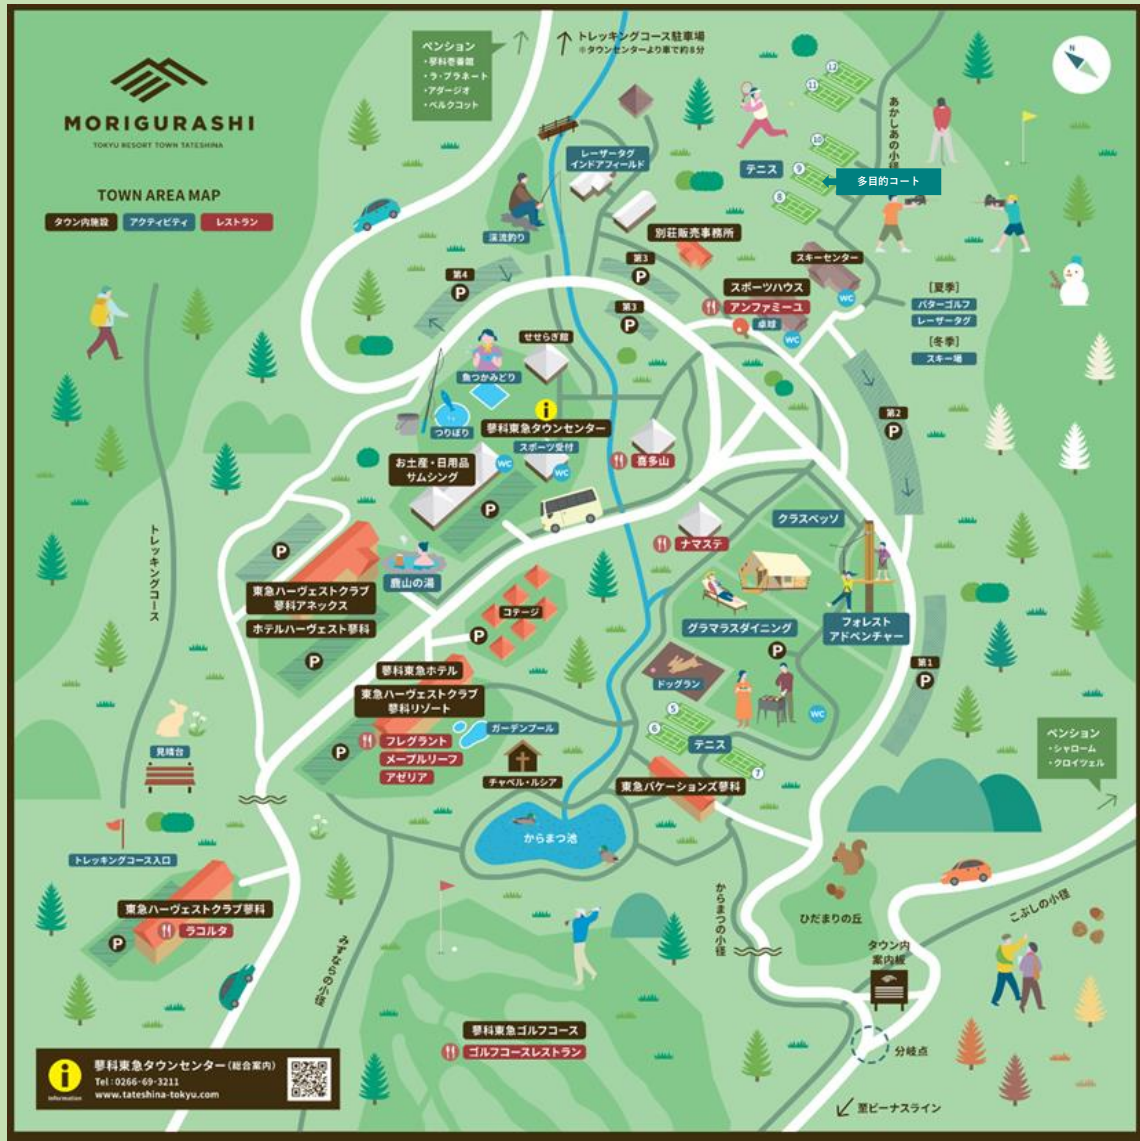 MORIGURASHI
TOKYU RESORT TOWN TATESHINA
TOWN AREA MAP
タウン内施設
アクティビティ
レストラン
ペンション
・蓼科壱番館
・ラ・プラネート
・アダージオ
・ベルクコット
トレッキングコース駐車場
※タウンセンターより車で約8分
N
12
11
10
9
8
テニス
多目的コート
あかしあの小径
レーザータグ
インドアフィールド
渓流釣り
別荘販売事務所
スキーセンター
第4
P
第3
P
第3
P
スポーツハウス
アンファミーユ
卓球
WC
WC
[夏季]
パターゴルフ
レーザータグ
[冬季]
スキー場
せせらぎ館
魚つかみどり
つりぼり
蓼科東急タウンセンター
スポーツ受付
WC
WC
お土産・日用品
サムシング
P
喜多山
第2
P
ナマステ
クラスベッソ
トレッキングコース
P
東急ハーヴェストクラブ
蓼科アネックス
ホテルハーヴェスト蓼科
P
鹿山の湯
コテージ
P
グラマラスダイニング
P
フォレスト
アドベンチャー
第1
P
蓼科東急ホテル
東急ハーヴェストクラブ
蓼科リゾート
P
フレグラント
メープルリーフ
アゼリア
ガーデンプール
チャペル・ルシア
ドッグラン
WC
5
6
テニス
7
東急バケーションズ蓼科
ペンション
・シャローム
・クロイツェル
見晴台
トレッキングコース入口
からまつ池
東急ハーヴェストクラブ蓼科
ラコルタ
P
みずならの小径
からまつの小径
ひだまりの丘
こぶしの小径
タウン内
案内板
分岐点
蓼科東急ゴルフコース
ゴルフコースレストラン
至ビーナスライン
i
Information
蓼科東急タウンセンター(総合案内)
Tel:0266-69-3211
www.tateshina-tokyu.com